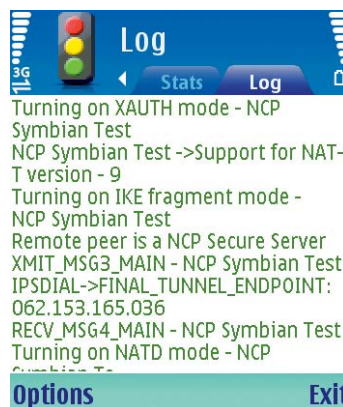 Log
3G
Stats
Log
Turning on XAUTH mode - NCP
Symbian Test
NCP Symbian Test ->Support for NAT-
T version - 9
Turning on IKE fragment mode -
NCP Symbian Test
Remote peer is a NCP Secure Server
XMIT_MSG3_MAIN - NCP Symbian Test
IPSDIAL->FINAL_TUNNEL_ENDPOINT:
062.153.165.036
RECV_MSG4_MAIN - NCP Symbian Test
Turning on NATD mode - NCP
Options
Exit